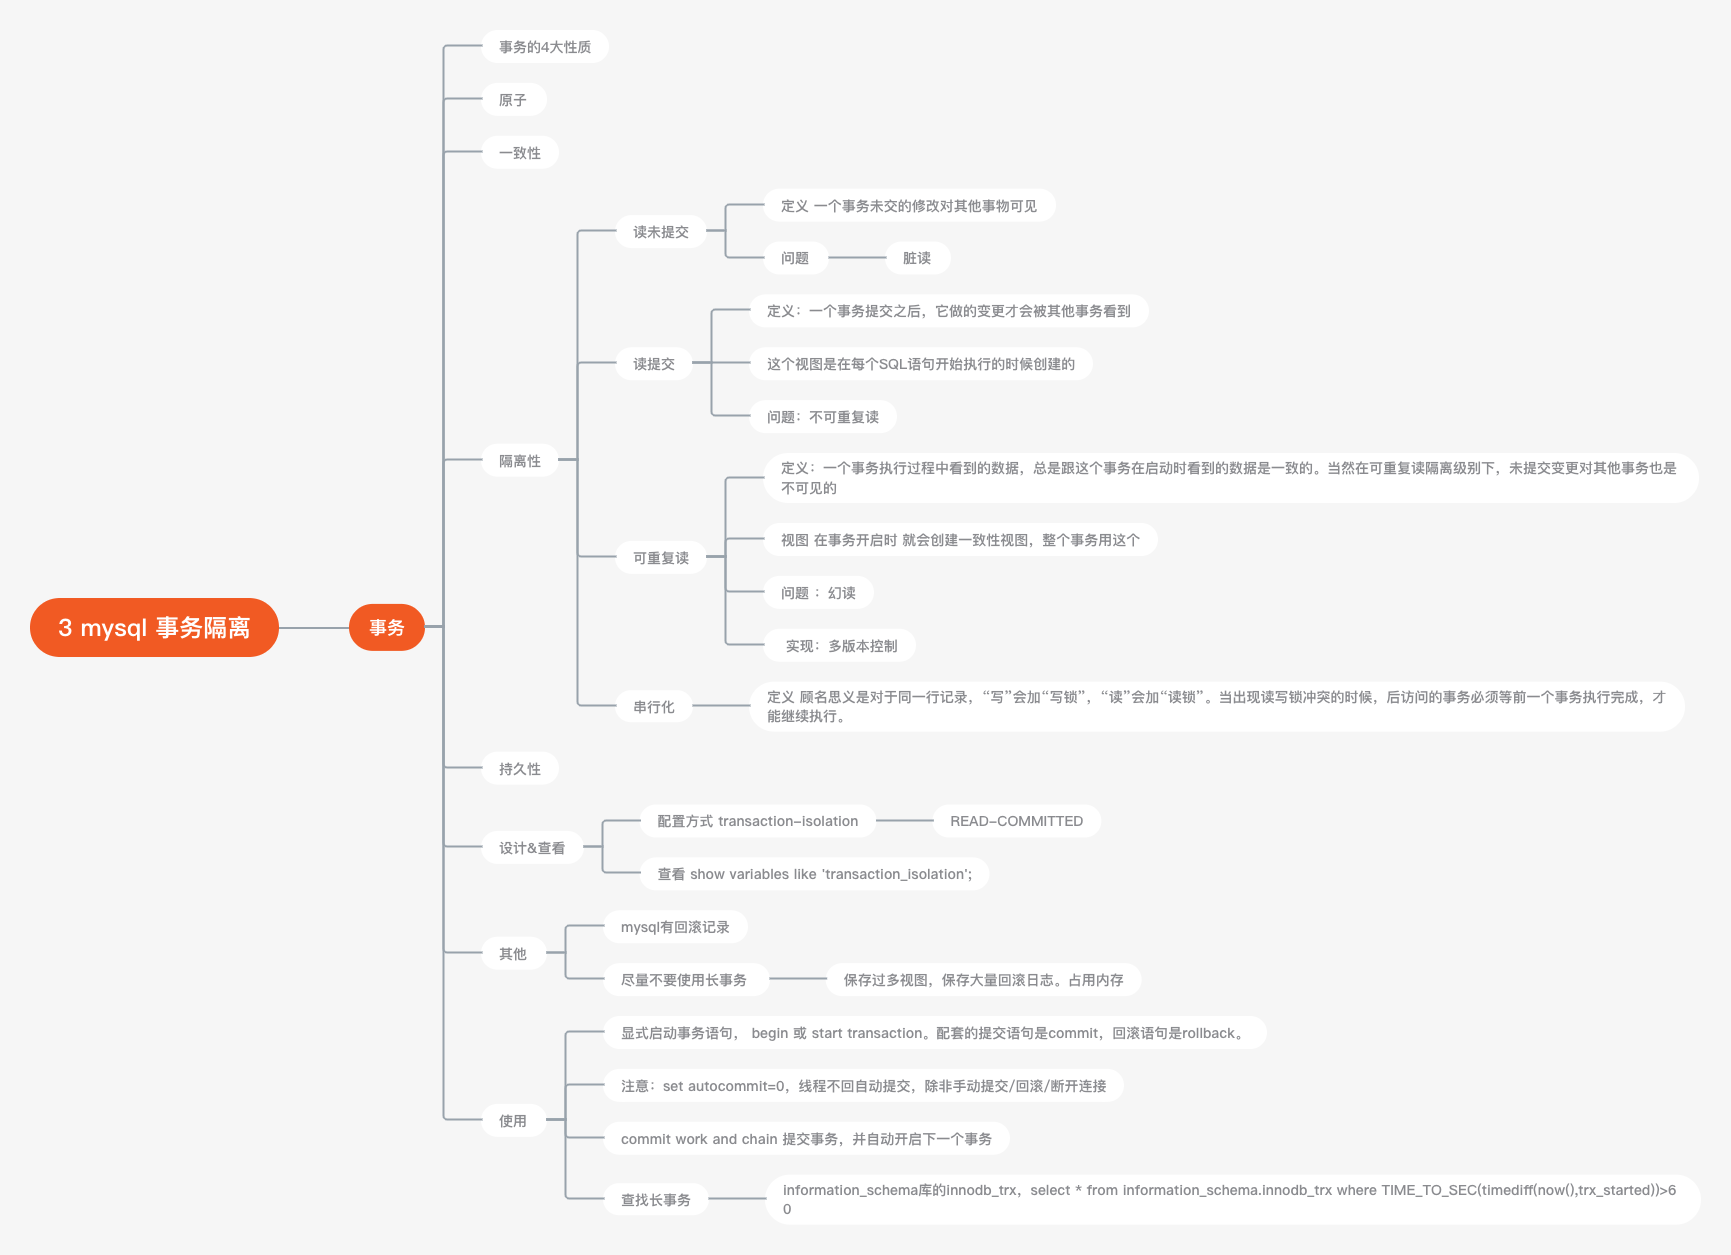 事务的4大性质
原子
一致性
定义 一个事务未交的修改对其他事物可见
读未提交
问题
脏读
定义：一个事务提交之后，它做的变更才会被其他事务看到
读提交
这个视图是在每个SQL语句开始执行的时候创建的
问题：不可重复读
隔离性
定义：一个事务执行过程中看到的数据，总是跟这个事务在启动时看到的数据是一致的。当然在可重复读隔离级别下，未提交变更对其他事务也是
不可见的
视图 在事务开启时 就会创建一致性视图，整个事务用这个
可重复读
问题 ：幻读
实现：多版本控制
3 mysql 事务隔离
事务
串行化
定义 顾名思义是对于同一行记录，“写”会加“写锁”，“读”会加“读锁”。当出现读写锁冲突的时候，后访问的事务必须等前一个事务执行完成，才
能继续执行。
持久性
配置方式 transaction-isolation
READ-COMMITTED
设计&查看
查看 show variables like 'transaction_isolation';
mysql有回滚记录
其他
尽量不要使用长事务
保存过多视图，保存大量回滚日志。占用内存
显式启动事务语句， begin 或 start transaction。配套的提交语句是commit，回滚语句是rollback。
注意：set autocommit=0，线程不回自动提交，除非手动提交/回滚/断开连接
使用
commit work and chain 提交事务，并自动开启下一个事务
查找长事务
information_schema库的innodb_trx，select * from information_schema.innodb_trx where TIME_TO_SEC(timediff(now(),trx_started))>6
0